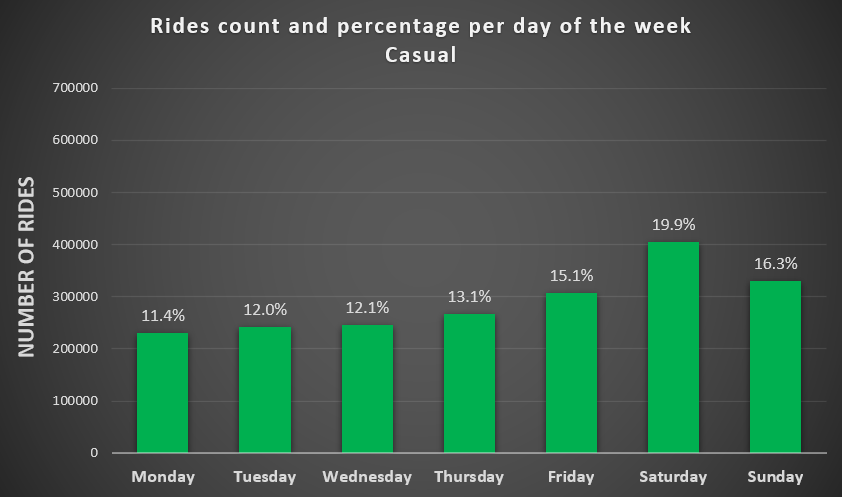 Rides count and percentage per day of the week
Casual
NUMBER OF RIDES
700000
600000
500000
400000
300000
200000
100000
0
11.4%
12.0%
12.1%
13.1%
15.1%
19.9%
16.3%
Monday
Tuesday
Wednesday
Thursday
Friday
Saturday
Sunday